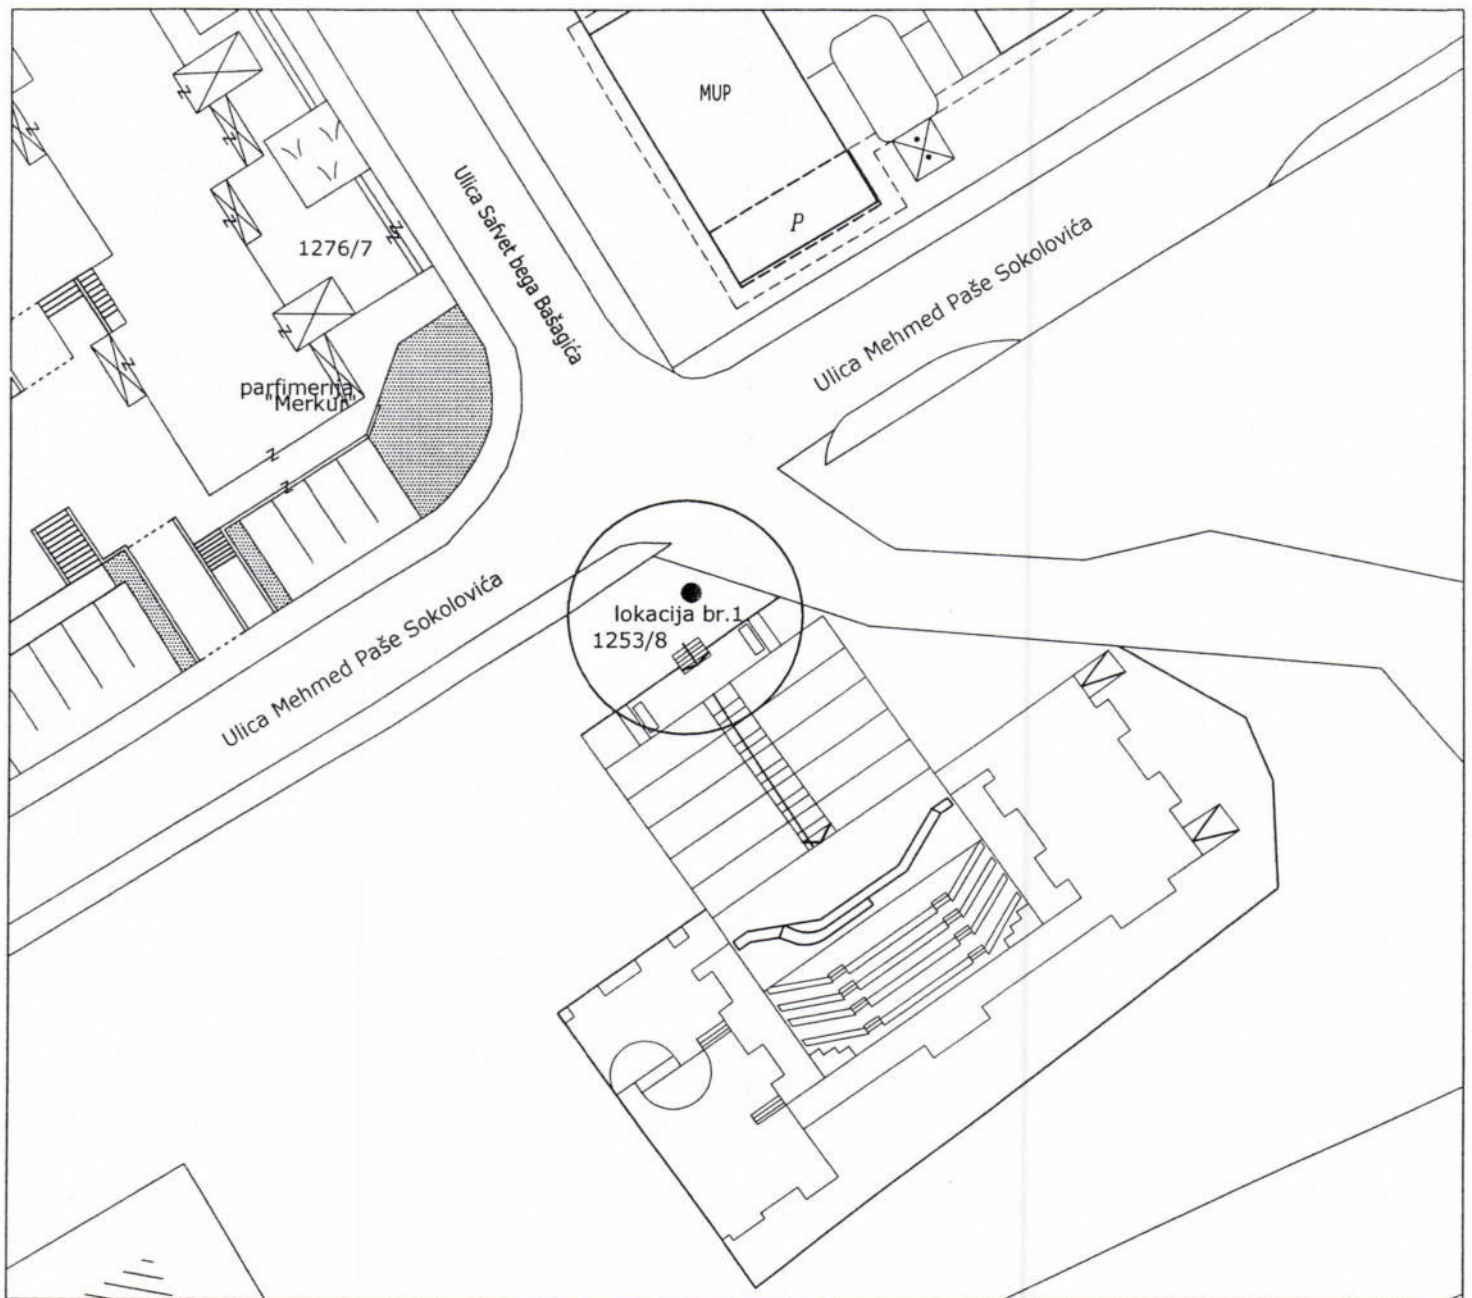 MUP
P
Ulica Safvet bega Bašagića
Ulica Mehmed Paše Sokolovića
1276/7
parfimerija
"Merkur"
lokacija br.1
1253/8
Ulica Mehmed Paše Sokolovića